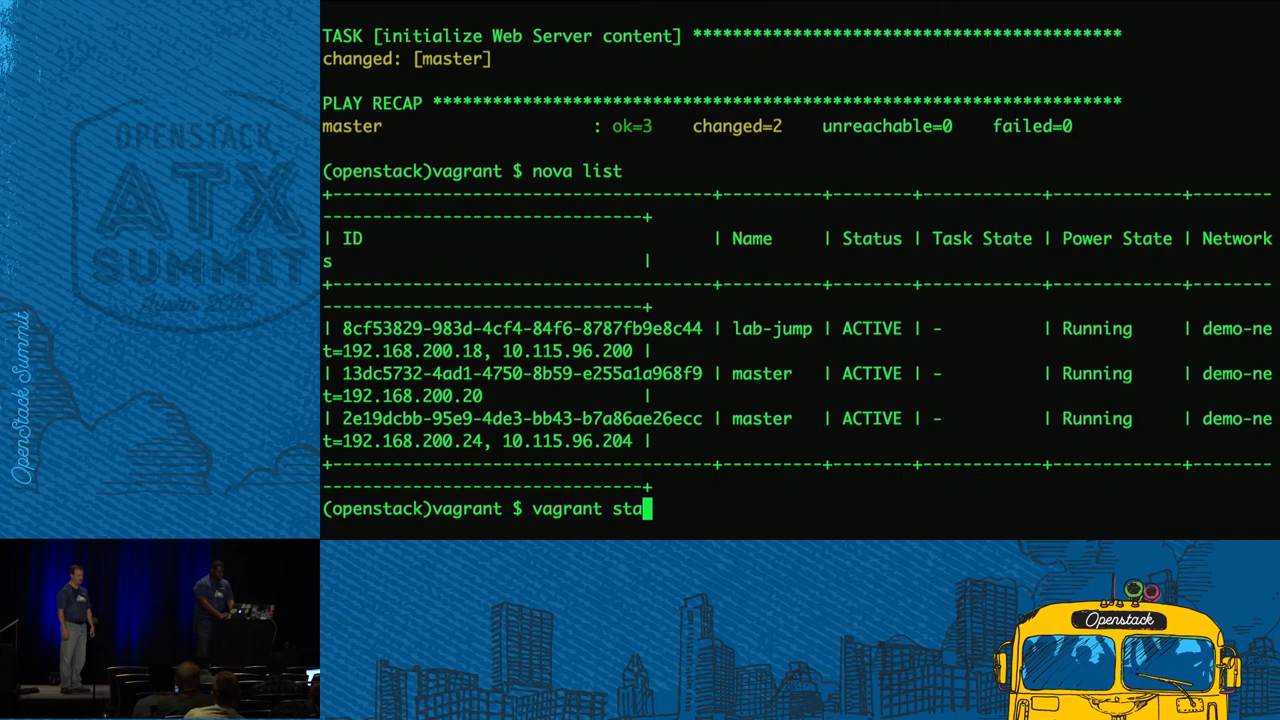 TASK [initialize Web Server content] *******************************************
changed: [master]
PLAY RECAP *********************************************************************
master : ok=3 changed=2 unreachable=0 failed=0
(openstack)vagrant $ nova list
+--------------------------------------+----------+--------+------------+-------------+--------
--------------------------------+
| ID | Name | Status | Task State | Power State | Network
s |
+--------------------------------------+----------+--------+------------+-------------+--------
--------------------------------+
| 8cf53829-983d-4cf4-84f6-8787fb9e8c44 | lab-jump | ACTIVE | - | Running | demo-ne
t=192.168.200.18, 10.115.96.200 |
| 13dc5732-4ad1-4750-8b59-e255a1a968f9 | master | ACTIVE | - | Running | demo-ne
t=192.168.200.20 |
| 2e19dcbb-95e9-4de3-bb43-b7a86ae26ecc | master | ACTIVE | - | Running | demo-ne
t=192.168.200.24, 10.115.96.204 |
+--------------------------------------+----------+--------+------------+-------------+--------
--------------------------------+
(openstack)vagrant $ vagrant sta
OPENSTACK
ATX
SUMMIT
OpenStack Summit
Openstack